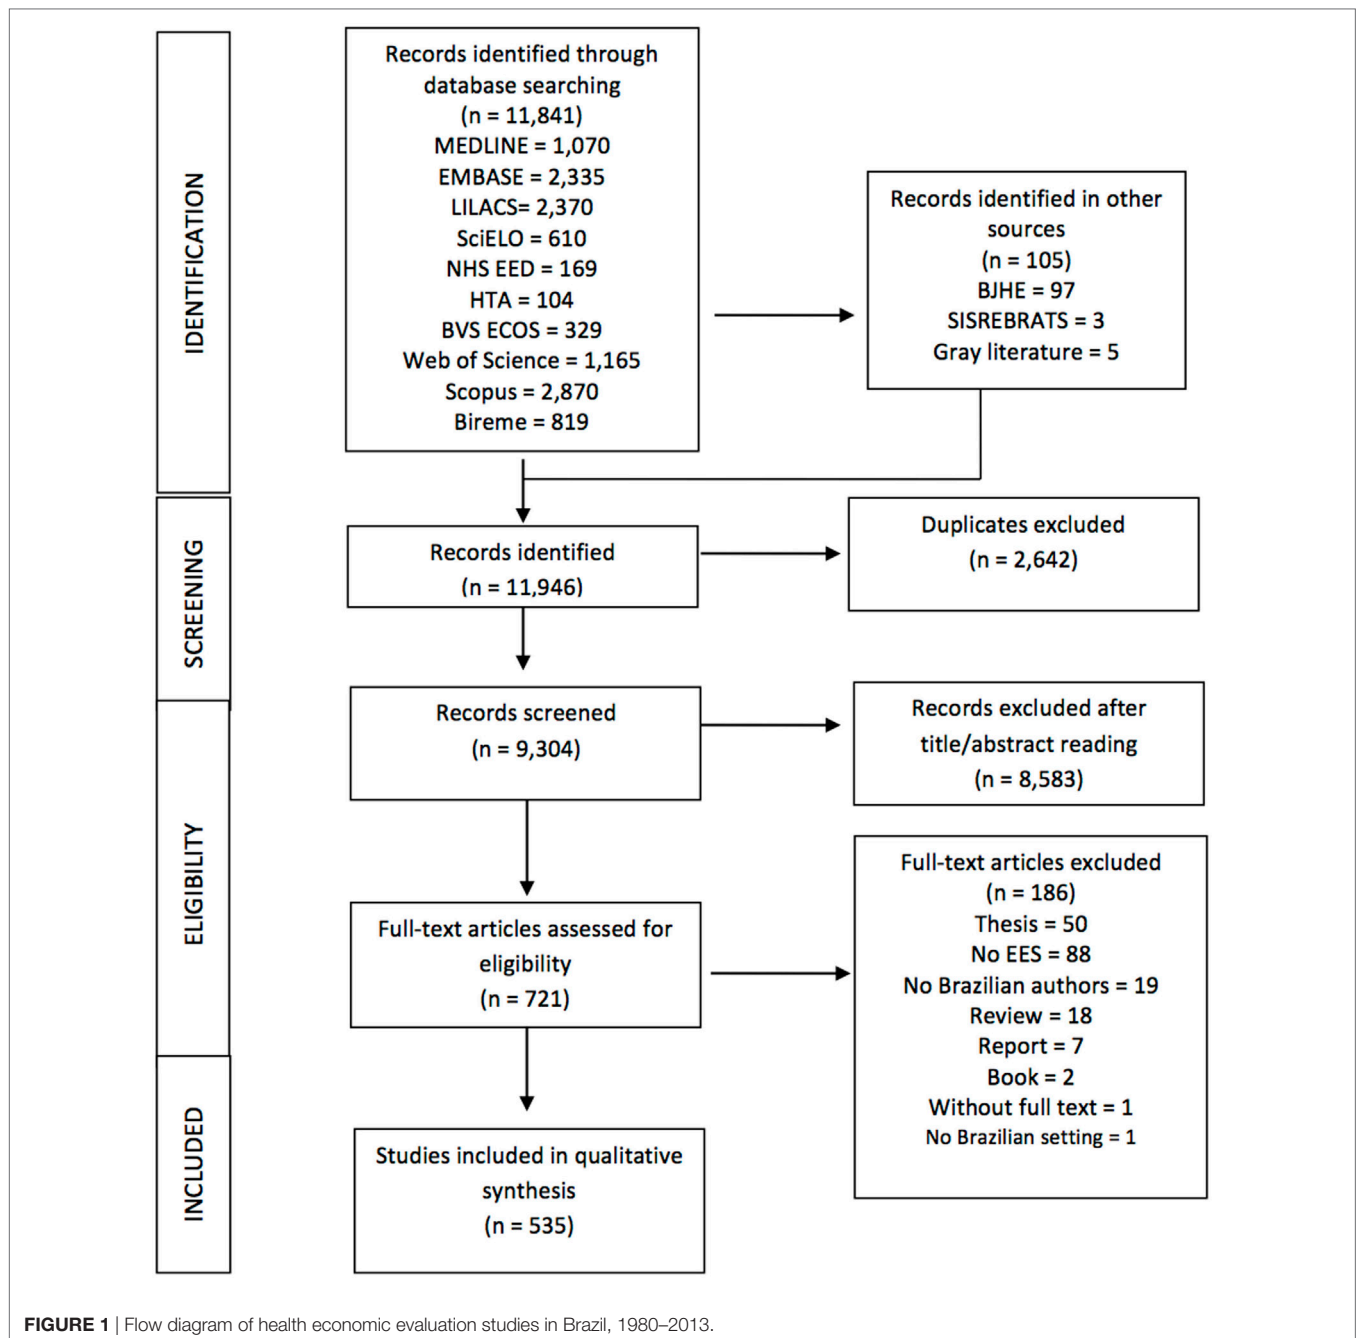 IDENTIFICATION
Records identified through
database searching
(n = 11,841)
MEDLINE = 1,070
EMBASE = 2,335
LILACS= 2,370
SciELO = 610
NHS EED = 169
HTA = 104
BVS ECOS = 329
Web of Science = 1,165
Scopus = 2,870
Bireme = 819
Records identified in other
sources
(n = 105)
BJHE = 97
SISREBRATS = 3
Gray literature = 5
SCREENING
Records identified
(n = 11,946)
Duplicates excluded
(n = 2,642)
ELIGIBILITY
Records screened
(n = 9,304)
Records excluded after
title/abstract reading
(n = 8,583)
Full-text articles assessed for
eligibility
(n = 721)
Full-text articles excluded
(n = 186)
Thesis = 50
No EES = 88
No Brazilian authors = 19
Review = 18
Report = 7
Book = 2
Without full text = 1
No Brazilian setting = 1
INCLUDED
Studies included in qualitative
synthesis
(n = 535)
FIGURE 1 | Flow diagram of health economic evaluation studies in Brazil, 1980–2013.